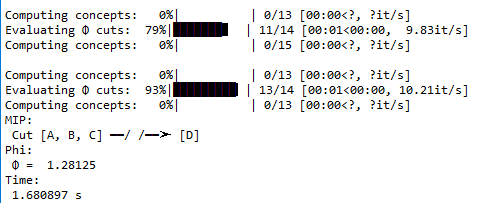 Computing concepts:   0%|          | 0/13 [00:00<?, ?it/s]
Evaluating Φ cuts:  79%|███████▊  | 11/14 [00:01<00:00,  9.83it/s]
Computing concepts:   0%|          | 0/15 [00:00<?, ?it/s]
Computing concepts:   0%|          | 0/13 [00:00<?, ?it/s]
Evaluating Φ cuts:  93%|█████████▎| 13/14 [00:01<00:00, 10.21it/s]
Computing concepts:   0%|          | 0/13 [00:00<?, ?it/s]
MIP:
Cut [A, B, C] ━━/ /━━➤ [D]
Phi:
Φ =  1.28125
Time:
1.680897 s